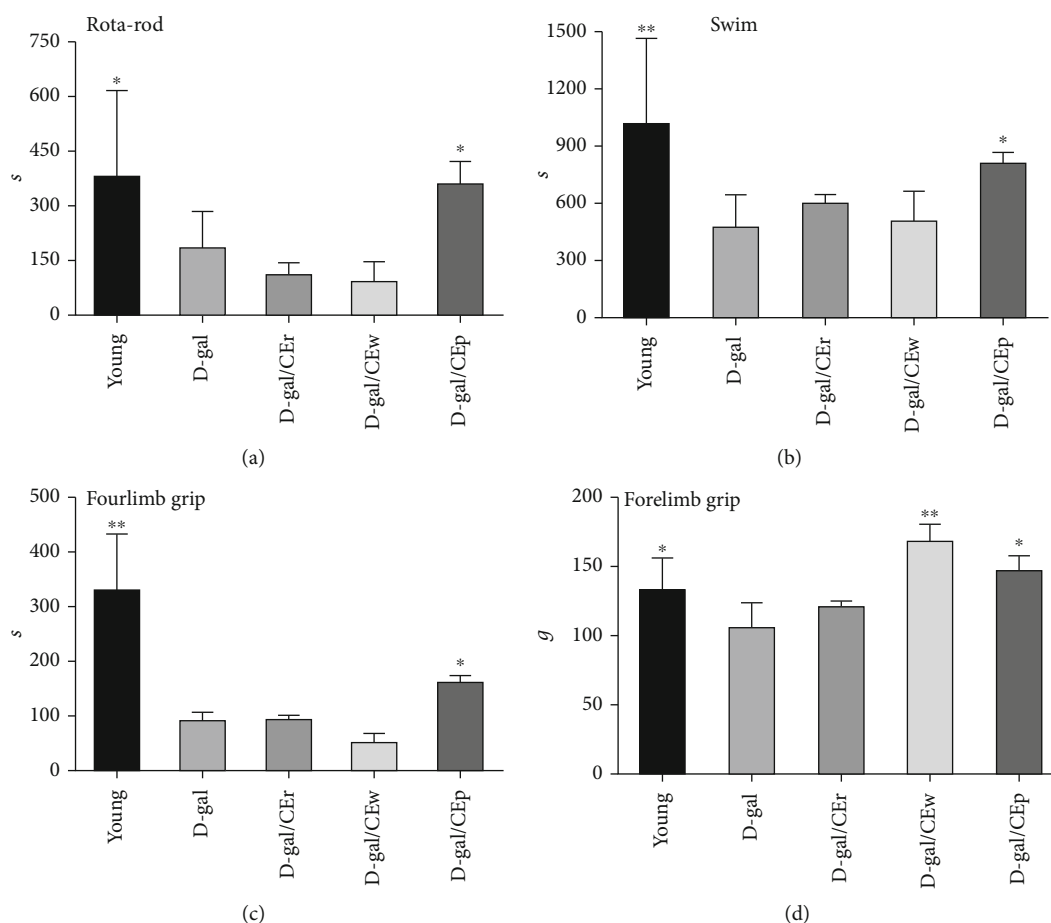 Rota-rod
750
600
450
300
150
0
s
*
*
Young
D-gal
D-gal/CEr
D-gal/CEw
D-gal/CEp
(a)
Swim
1500
1200
900
600
300
0
s
**
*
Young
D-gal
D-gal/CEr
D-gal/CEw
D-gal/CEp
(b)
Fourlimb grip
500
400
300
200
100
0
s
**
*
Young
D-gal
D-gal/CEr
D-gal/CEw
D-gal/CEp
(c)
Forelimb grip
200
150
100
50
0
g
*
**
*
Young
D-gal
D-gal/CEr
D-gal/CEw
D-gal/CEp
(d)